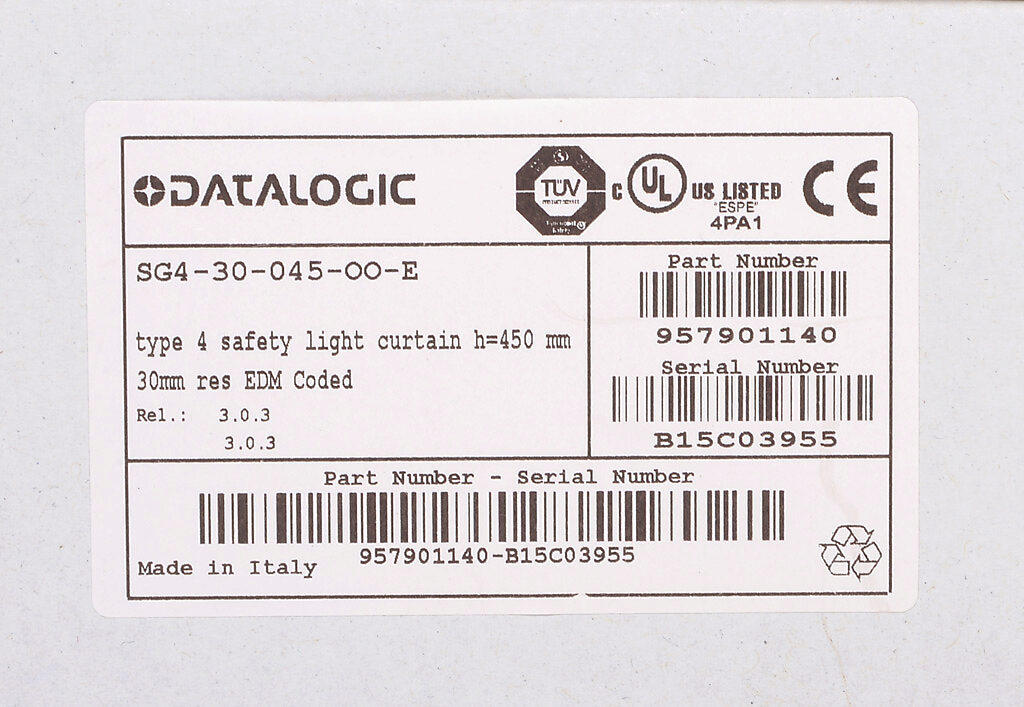 DATALOGIC
TÜV
C UL US LISTED
"ESPE"
4PA1
CE
SG4-30-045-OO-E
type 4 safety light curtain h=450 mm
30mm res EDM Coded
Rel.: 3.0.3
3.0.3
Part Number
957901140
Serial Number
B15C03955
Part Number - Serial Number
957901140-B15C03955
Made in Italy